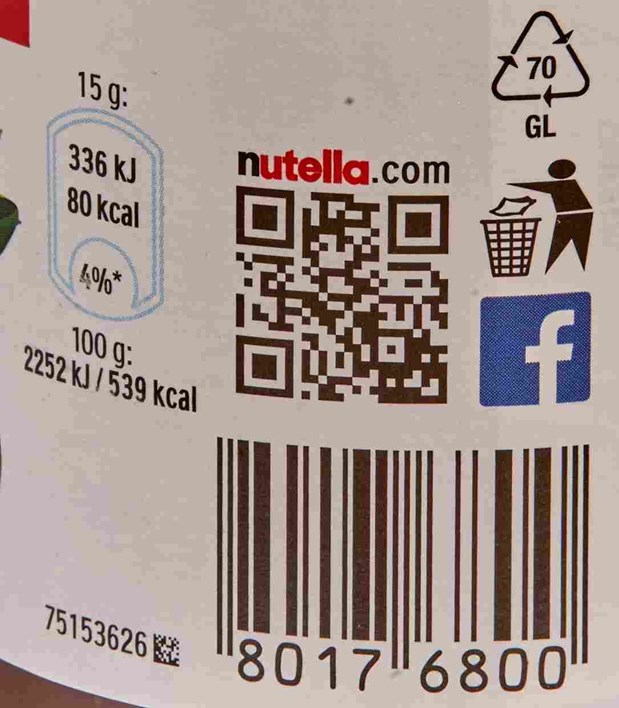 15 g:
336 kJ
80 kcal
4%*
100 g:
2252 kJ / 539 kcal
nutella.com
70
GL
f
75153626
8017 6800